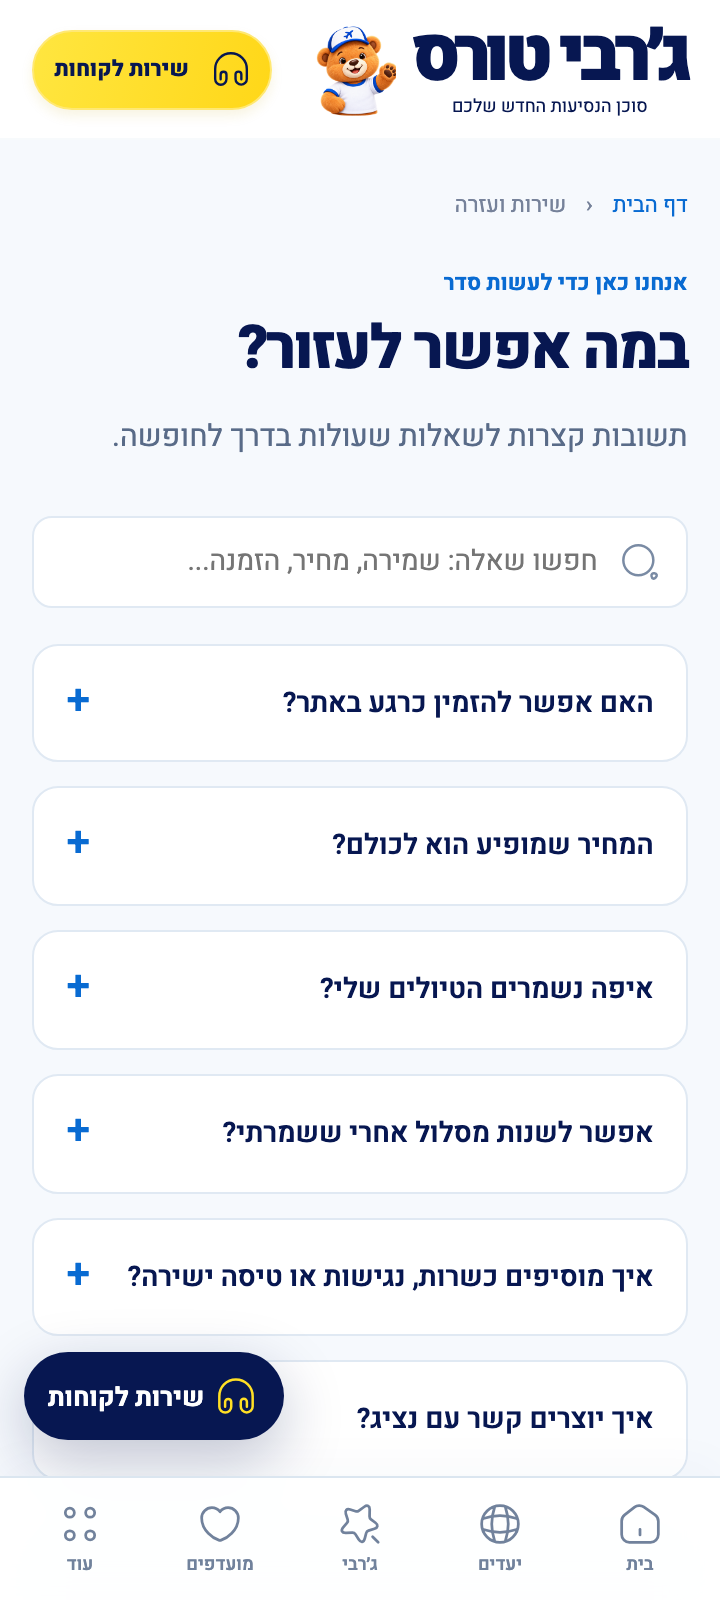 ג׳רבי טורס
סוכן הנסיעות החדש שלכם
שירות לקוחות
דף הבית ‹ שירות ועזרה
אנחנו כאן כדי לעשות סדר
במה אפשר לעזור?
תשובות קצרות לשאלות שעולות בדרך לחופשה.
חפשו שאלה: שמירה, מחיר, הזמנה...
האם אפשר להזמין כרגע באתר?
המחיר שמופיע הוא לכולם?
איפה נשמרים הטיולים שלי?
אפשר לשנות מסלול אחרי ששמרתי?
איך מוסיפים כשרות, נגישות או טיסה ישירה?
איך יוצרים קשר עם נציג?
שירות לקוחות
בית
יעדים
ג׳רבי
מועדפים
עוד